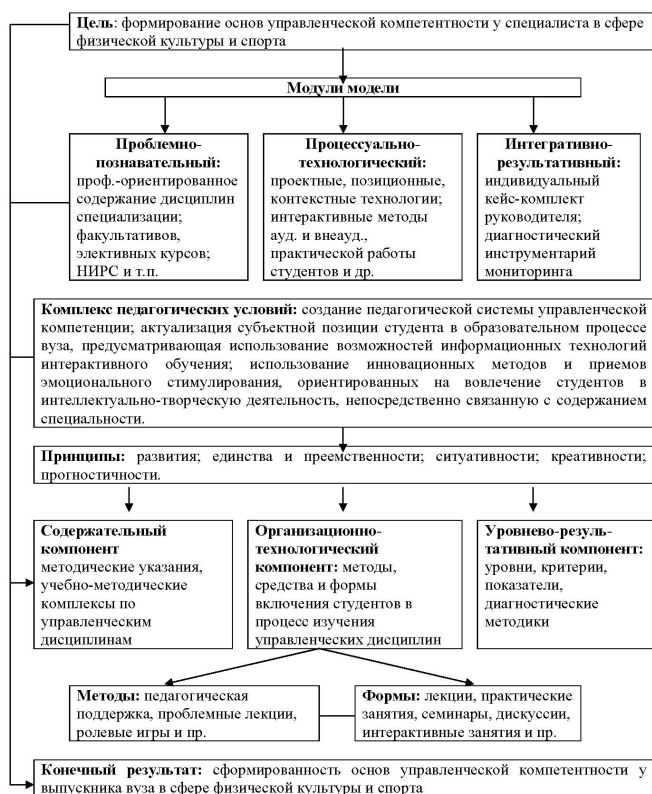 Цель: формирование основ управленческой компетентности у специалиста в сфере
физической культуры и спорта
Модули модели
Проблемно-
познавательный:
проф.-ориентированное
содержание дисциплин
специализации;
факультативов,
элективных курсов;
НИРС и т.п.
Процессуально-
технологический:
проектные, позиционные,
контекстные технологии;
интерактивные методы
ауд. и внеауд.,
практической работы
студентов и др.
Интегративно-
результативный:
индивидуальный
кейс-комплект
руководителя;
диагностический
инструментарий
мониторинга
Комплекс педагогических условий: создание педагогической системы управленческой
компетенции; актуализация субъектной позиции студента в образовательном процессе
вуза, предусматривающая использование возможностей информационных технологий
интерактивного обучения; использование инновационных методов и приемов
эмоционального стимулирования, ориентированных на вовлечение студентов в
интеллектуально-творческую деятельность, непосредственно связанную с содержанием
специальности.
Принципы: развития; единства и преемственности; ситуативности; креативности;
прогностичности.
Содержательный
компонент
методические указания,
учебно-методические
комплексы по
управленческим
дисциплинам
Организационно-
технологический
компонент: методы,
средства и формы
включения студентов в
процесс изучения
управленческих дисциплин
Уровнево-резуль-
тативный компонент:
уровни, критерии,
показатели,
диагностические
методики
Методы: педагогическая
поддержка, проблемные лекции,
ролевые игры и пр.
Формы: лекции, практические
занятия, семинары, дискуссии,
интерактивные занятия и пр.
Конечный результат: сформированность основ управленческой компетентности у
выпускника вуза в сфере физической культуры и спорта